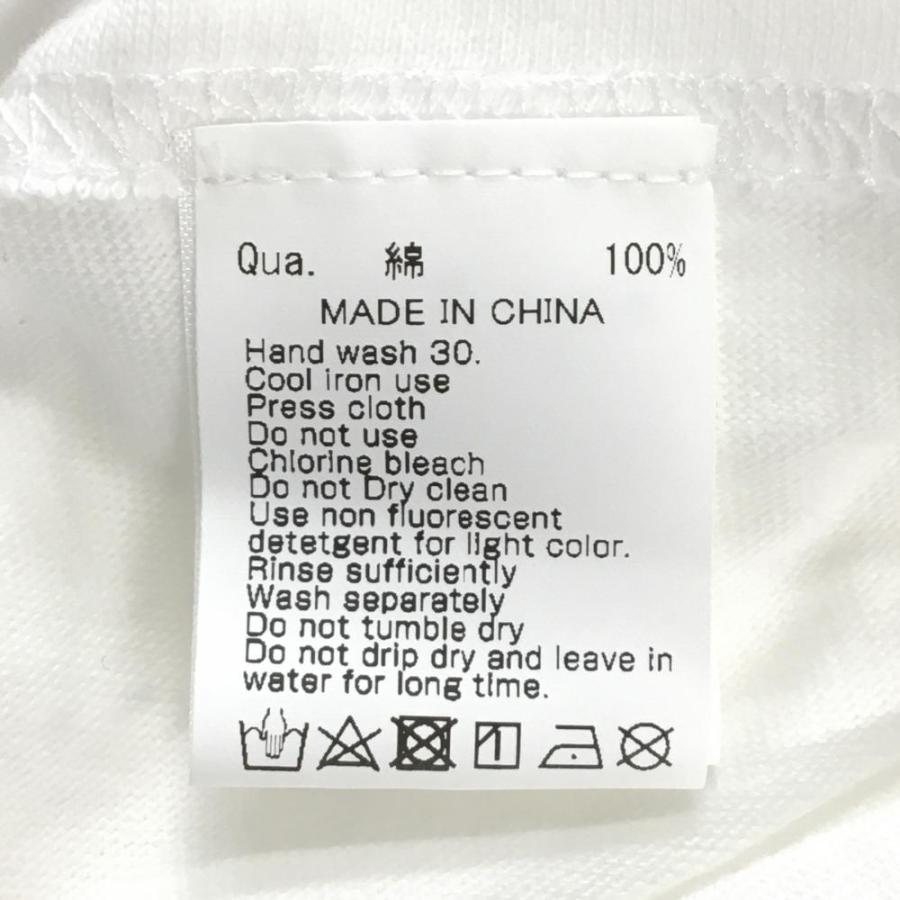 Qua. 綿 100%
MADE IN CHINA
Hand wash 30.
Cool iron use
Press cloth
Do not use
Chlorine bleach
Do not Dry clean
Use non fluorescent
detetgent for light color.
Rinse sufficiently
Wash separately
Do not tumble dry
Do not drip dry and leave in
water for long time.